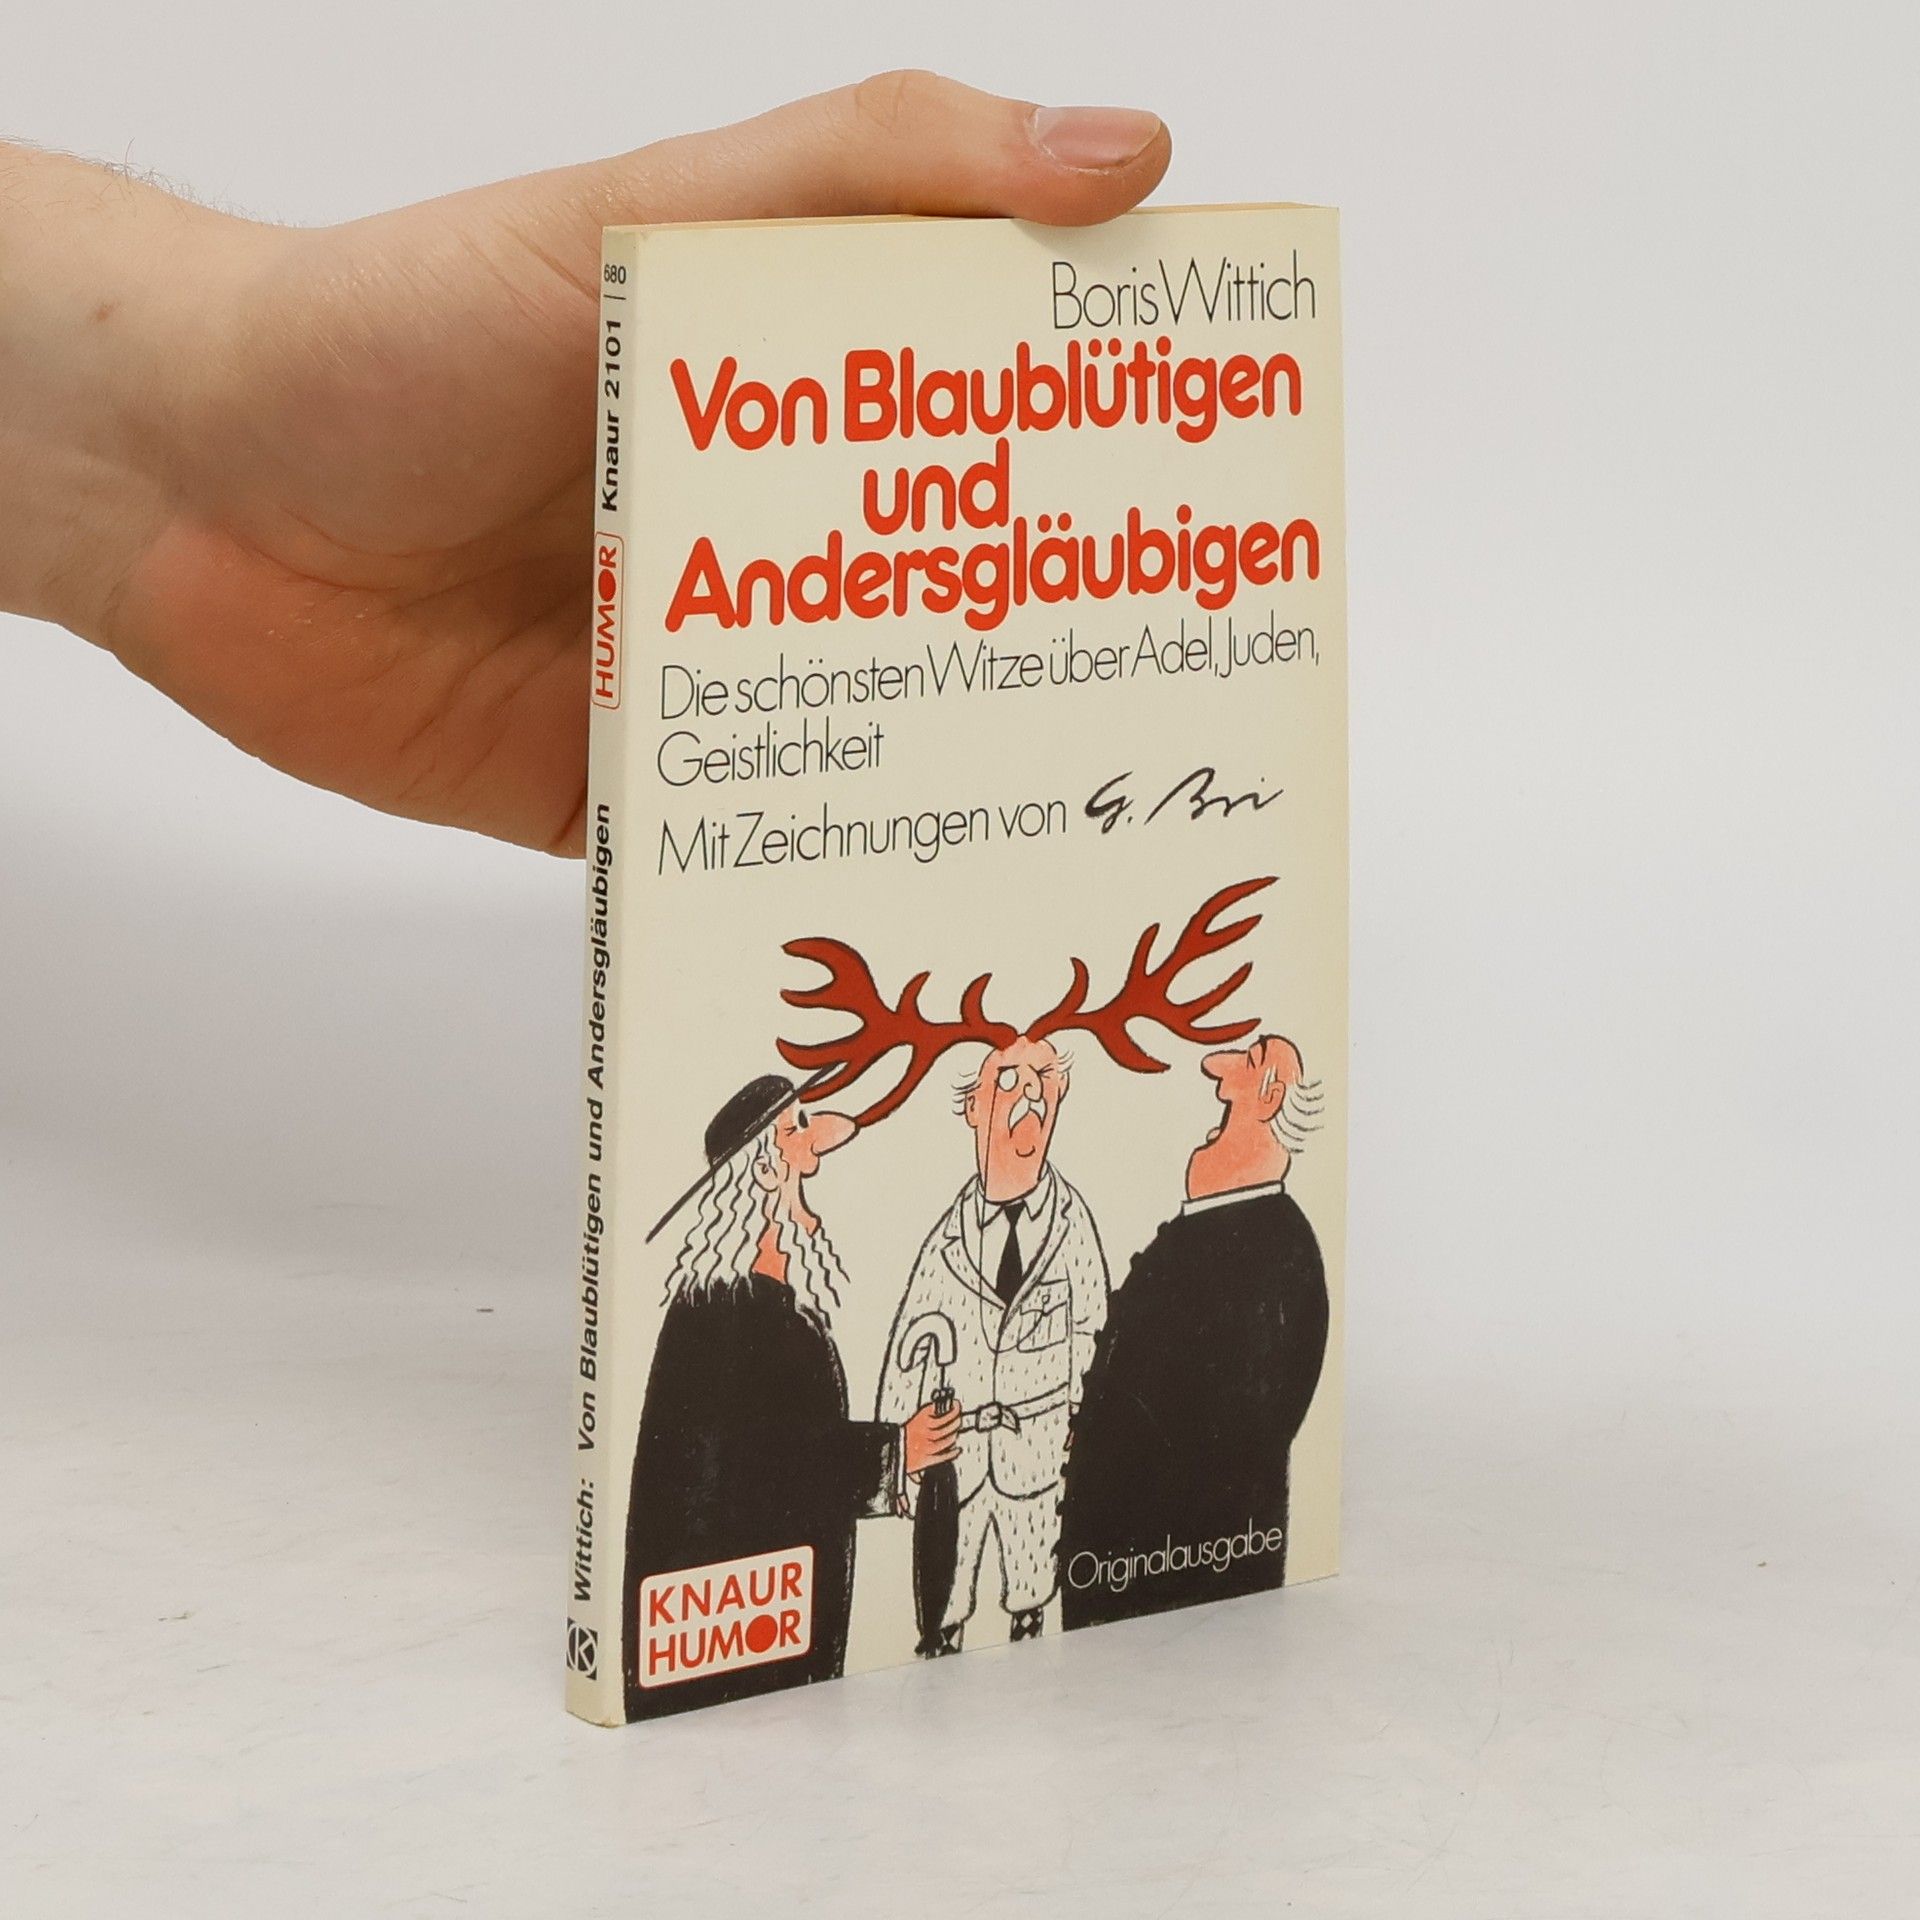 Boris Wittich
Von Blaublütigen
und
Andersgläubigen
Die schönsten Witze über Adel, Juden,
Geistlichkeit
Mit Zeichnungen von G. Bri
Originalausgabe
KNAUR
HUMOR
680
Knaur 2101
HUMOR
Wittich: Von Blaublütigen und Andersgläubigen
K